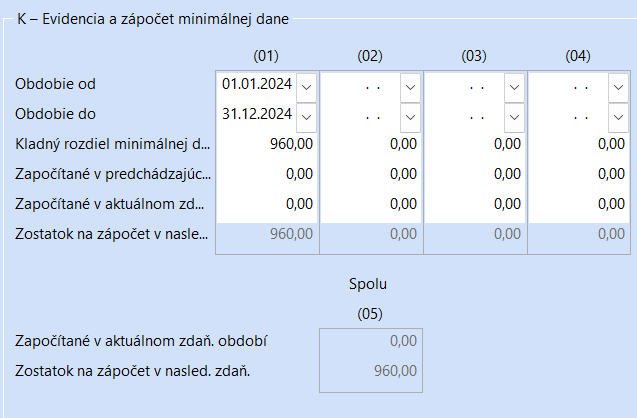 K – Evidencia a zápočet minimálnej dane
(01) (02) (03) (04)
Obdobie od 01.01.2024 . . . . . .
Obdobie do 31.12.2024 . . . . . .
Kladný rozdiel minimálnej d... 960,00 0,00 0,00 0,00
Započítané v predchádzajúc... 0,00 0,00 0,00 0,00
Započítané v aktuálnom zd... 0,00 0,00 0,00 0,00
Zostatok na zápočet v nasle... 960,00 0,00 0,00 0,00
Spolu
(05)
Započítané v aktuálnom zdaň. období 0,00
Zostatok na zápočet v nasled. zdaň. 960,00